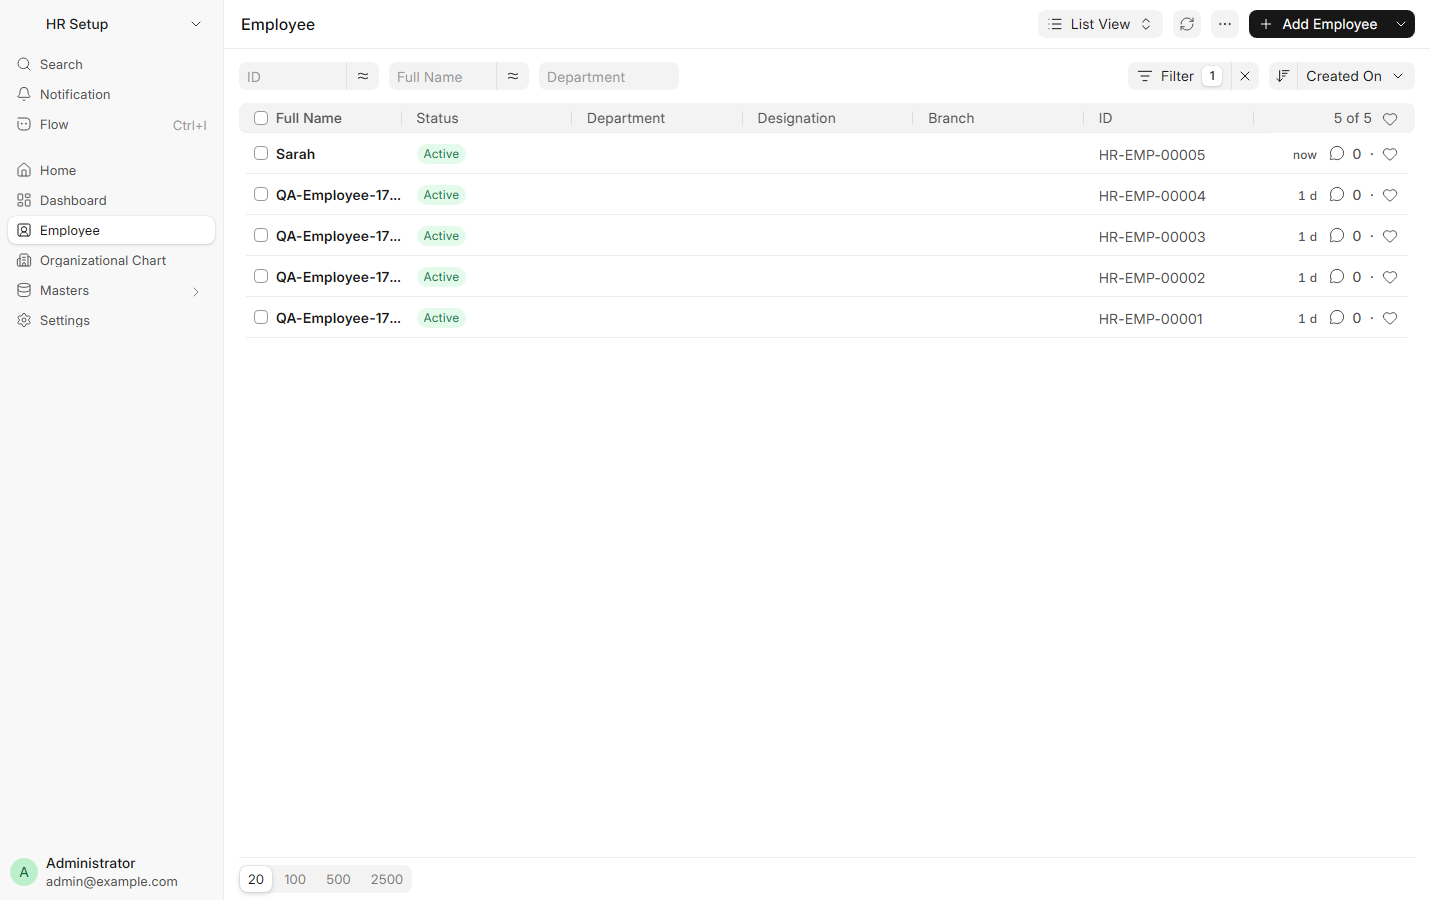 HR Setup
Search
Notification
Flow Ctrl+I
Home
Dashboard
Employee
Organizational Chart
Masters
Settings
A
Administrator
admin@example.com
Employee
List View
Add Employee
ID ≈
Full Name ≈
Department
Filter 1
Created On
Full Name Status Department Designation Branch ID 5 of 5
Sarah Active HR-EMP-00005 now 0 ·
QA-Employee-17... Active HR-EMP-00004 1 d 0 ·
QA-Employee-17... Active HR-EMP-00003 1 d 0 ·
QA-Employee-17... Active HR-EMP-00002 1 d 0 ·
QA-Employee-17... Active HR-EMP-00001 1 d 0 ·
20 100 500 2500